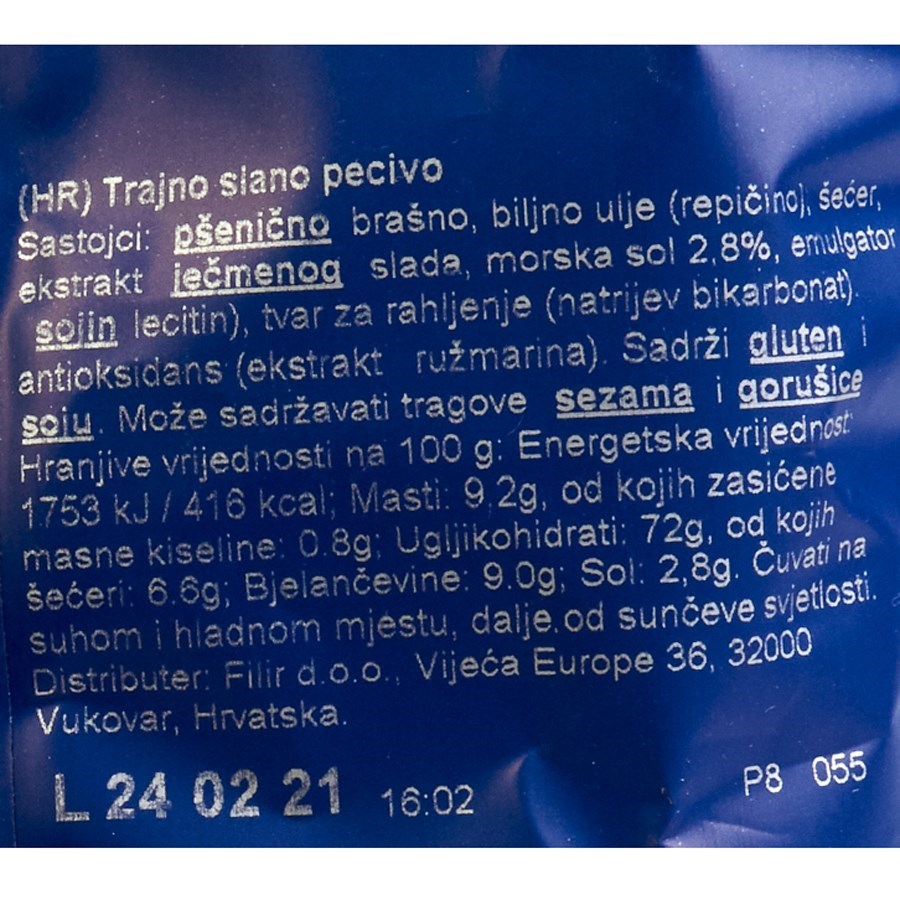 (HR) Trajno slano pecivo
Sastojci: pšenično brašno, biljno ulje (repičino), šećer,
ekstrakt ječmenog slada, morska sol 2,8%, emulgator
sojin lecitin), tvar za rahljenje (natrijev bikarbonat).
antioksidans (ekstrakt ružmarina). Sadrži gluten i
soju. Može sadržavati tragove sezama i gorušice
Hranjive vrijednosti na 100 g: Energetska vrijednost:
1753 kJ / 416 kcal; Masti: 9.2g, od kojih zasićene
masne kiseline: 0.8g; Ugljikohidrati: 72g, od kojih
šećeri: 6.6g; Bjelančevine: 9.0g; Sol: 2,8g. Čuvati na
suhom i hladnom mjestu, dalje.od sunčeve svjetlosti.
Distributer: Filir d.o.o., Vijeća Europe 36, 32000
Vukovar, Hrvatska.
L 24 02 21 16:02 P8 055